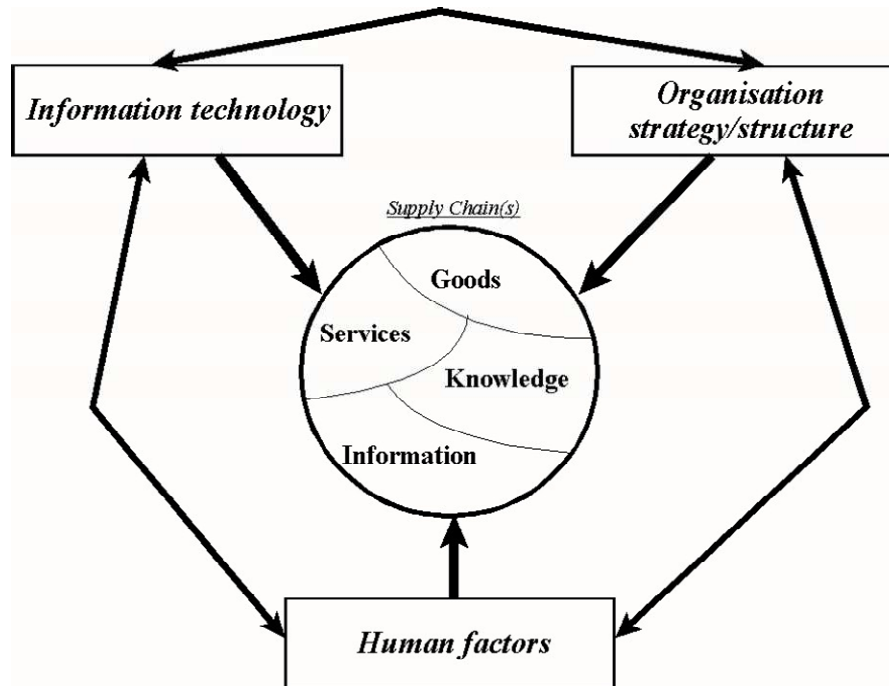 Information technology
Organisation
strategy/structure
Supply Chain(s)
Goods
Services
Knowledge
Information
Human factors